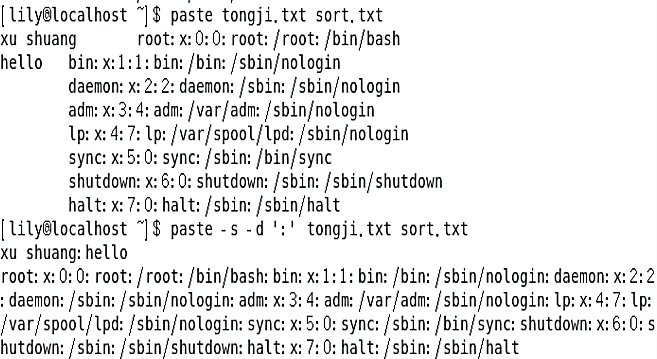 [lily@localhost ~]$ paste tongji.txt sort.txt
xu shuang        root:x:0:0:root:/root:/bin/bash
hello   bin:x:1:1:bin:/bin:/sbin/nologin
        daemon:x:2:2:daemon:/sbin:/sbin/nologin
        adm:x:3:4:adm:/var/adm:/sbin/nologin
        lp:x:4:7:lp:/var/spool/lpd:/sbin/nologin
        sync:x:5:0:sync:/sbin:/bin/sync
        shutdown:x:6:0:shutdown:/sbin:/sbin/shutdown
        halt:x:7:0:halt:/sbin:/sbin/halt
[lily@localhost ~]$ paste -s -d ':' tongji.txt sort.txt
xu shuang:hello
root:x:0:0:root:/root:/bin/bash:bin:x:1:1:bin:/bin:/sbin/nologin:daemon:x:2:2
:daemon:/sbin:/sbin/nologin:adm:x:3:4:adm:/var/adm:/sbin/nologin:lp:x:4:7:lp:
/var/spool/lpd:/sbin/nologin:sync:x:5:0:sync:/sbin:/bin/sync:shutdown:x:6:0:s
hutdown:/sbin:/sbin/shutdown:halt:x:7:0:halt:/sbin:/sbin/halt